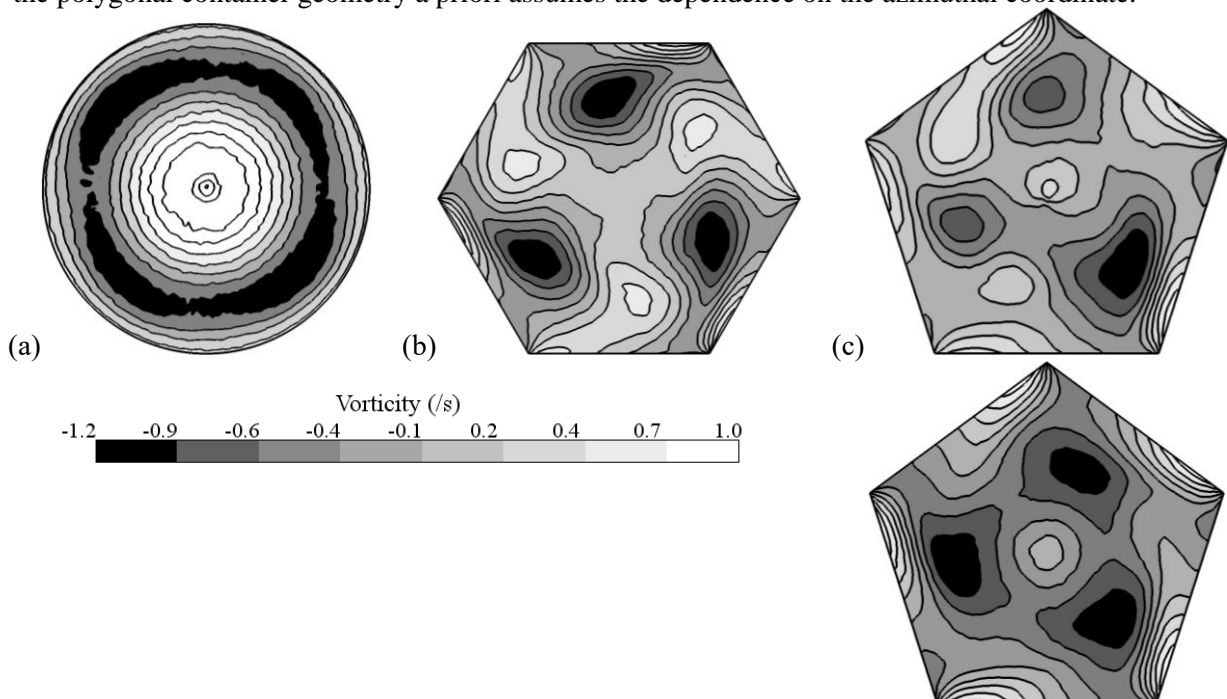 the polygonal container geometry a priori assumes the dependence on the azimuthal coordinate.
(a) (b) (c)
Vorticity (/s)
-1.2 -0.9 -0.6 -0.4 -0.1 0.2 0.4 0.7 1.0